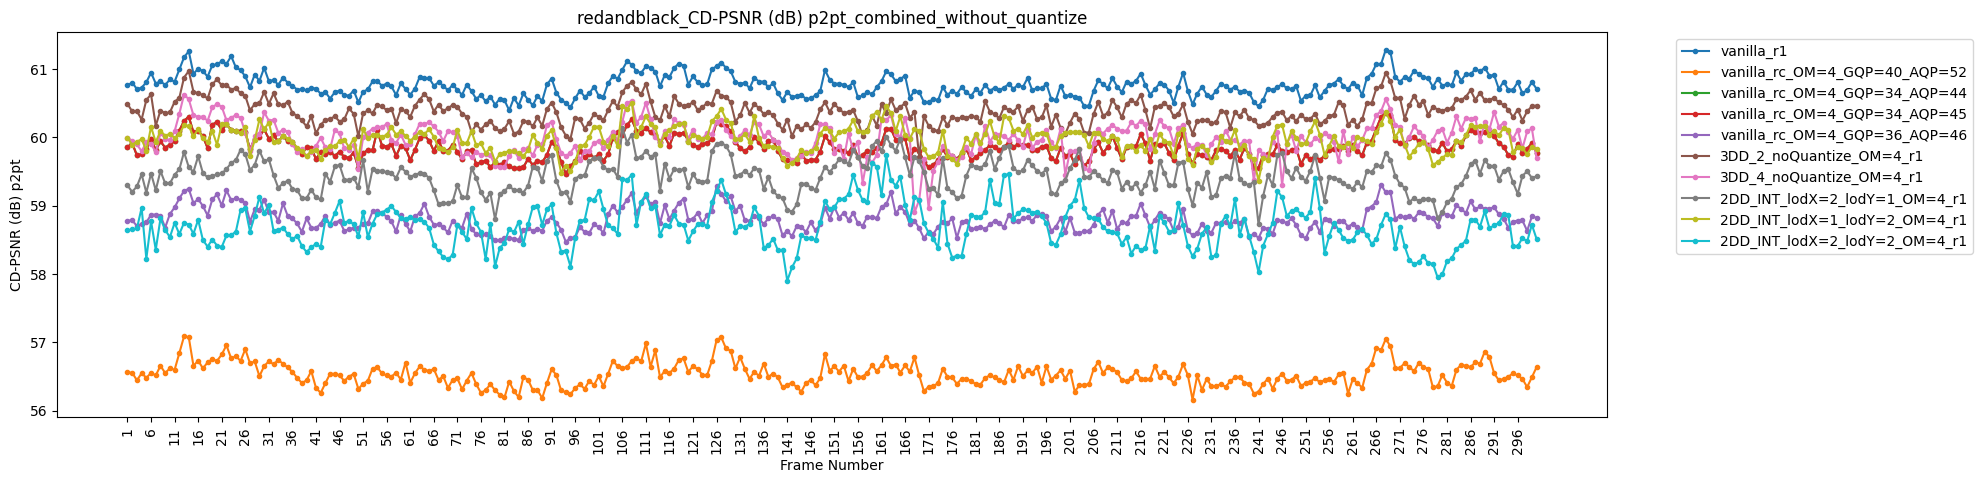 redandblack_CD-PSNR (dB) p2pt_combined_without_quantize
CD-PSNR (dB) p2pt
61
60
59
58
57
56
1 6 11 16 21 26 31 36 41 46 51 56 61 66 71 76 81 86 91 96 101 106 111 116 121 126 131 136 141 146 151 156 161 166 171 176 181 186 191 196 201 206 211 216 221 226 231 236 241 246 251 256 261 266 271 276 281 286 291 296
Frame Number
vanilla_r1
vanilla_rc_OM=4_GQP=40_AQP=52
vanilla_rc_OM=4_GQP=34_AQP=44
vanilla_rc_OM=4_GQP=34_AQP=45
vanilla_rc_OM=4_GQP=36_AQP=46
3DD_2_noQuantize_OM=4_r1
3DD_4_noQuantize_OM=4_r1
2DD_INT_lodX=2_lodY=1_OM=4_r1
2DD_INT_lodX=1_lodY=2_OM=4_r1
2DD_INT_lodX=2_lodY=2_OM=4_r1